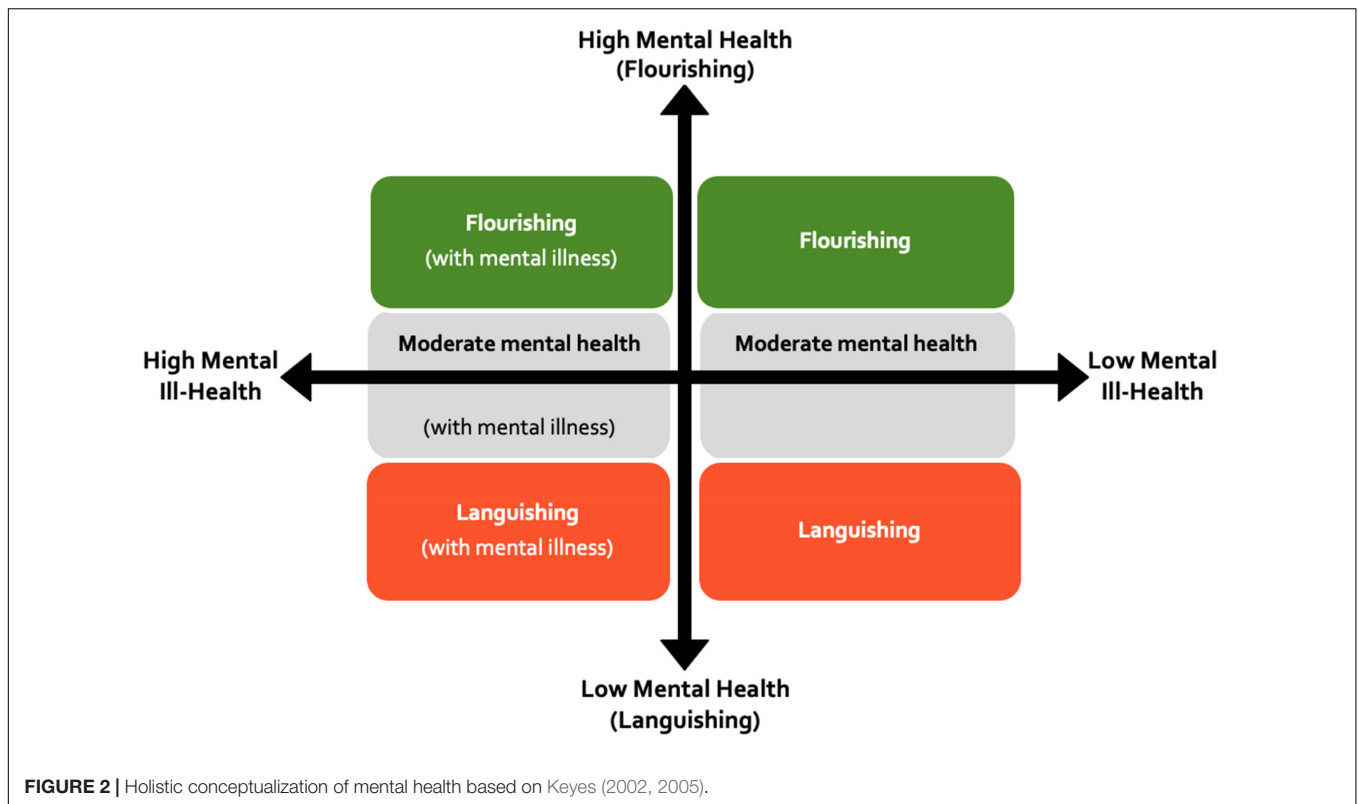 High Mental Health
(Flourishing)
Flourishing
(with mental illness)
Flourishing
Moderate mental health
Moderate mental health
High Mental
Ill-Health
Low Mental
Ill-Health
(with mental illness)
Languishing
(with mental illness)
Languishing
Low Mental Health
(Languishing)
FIGURE 2 | Holistic conceptualization of mental health based on Keyes (2002, 2005).